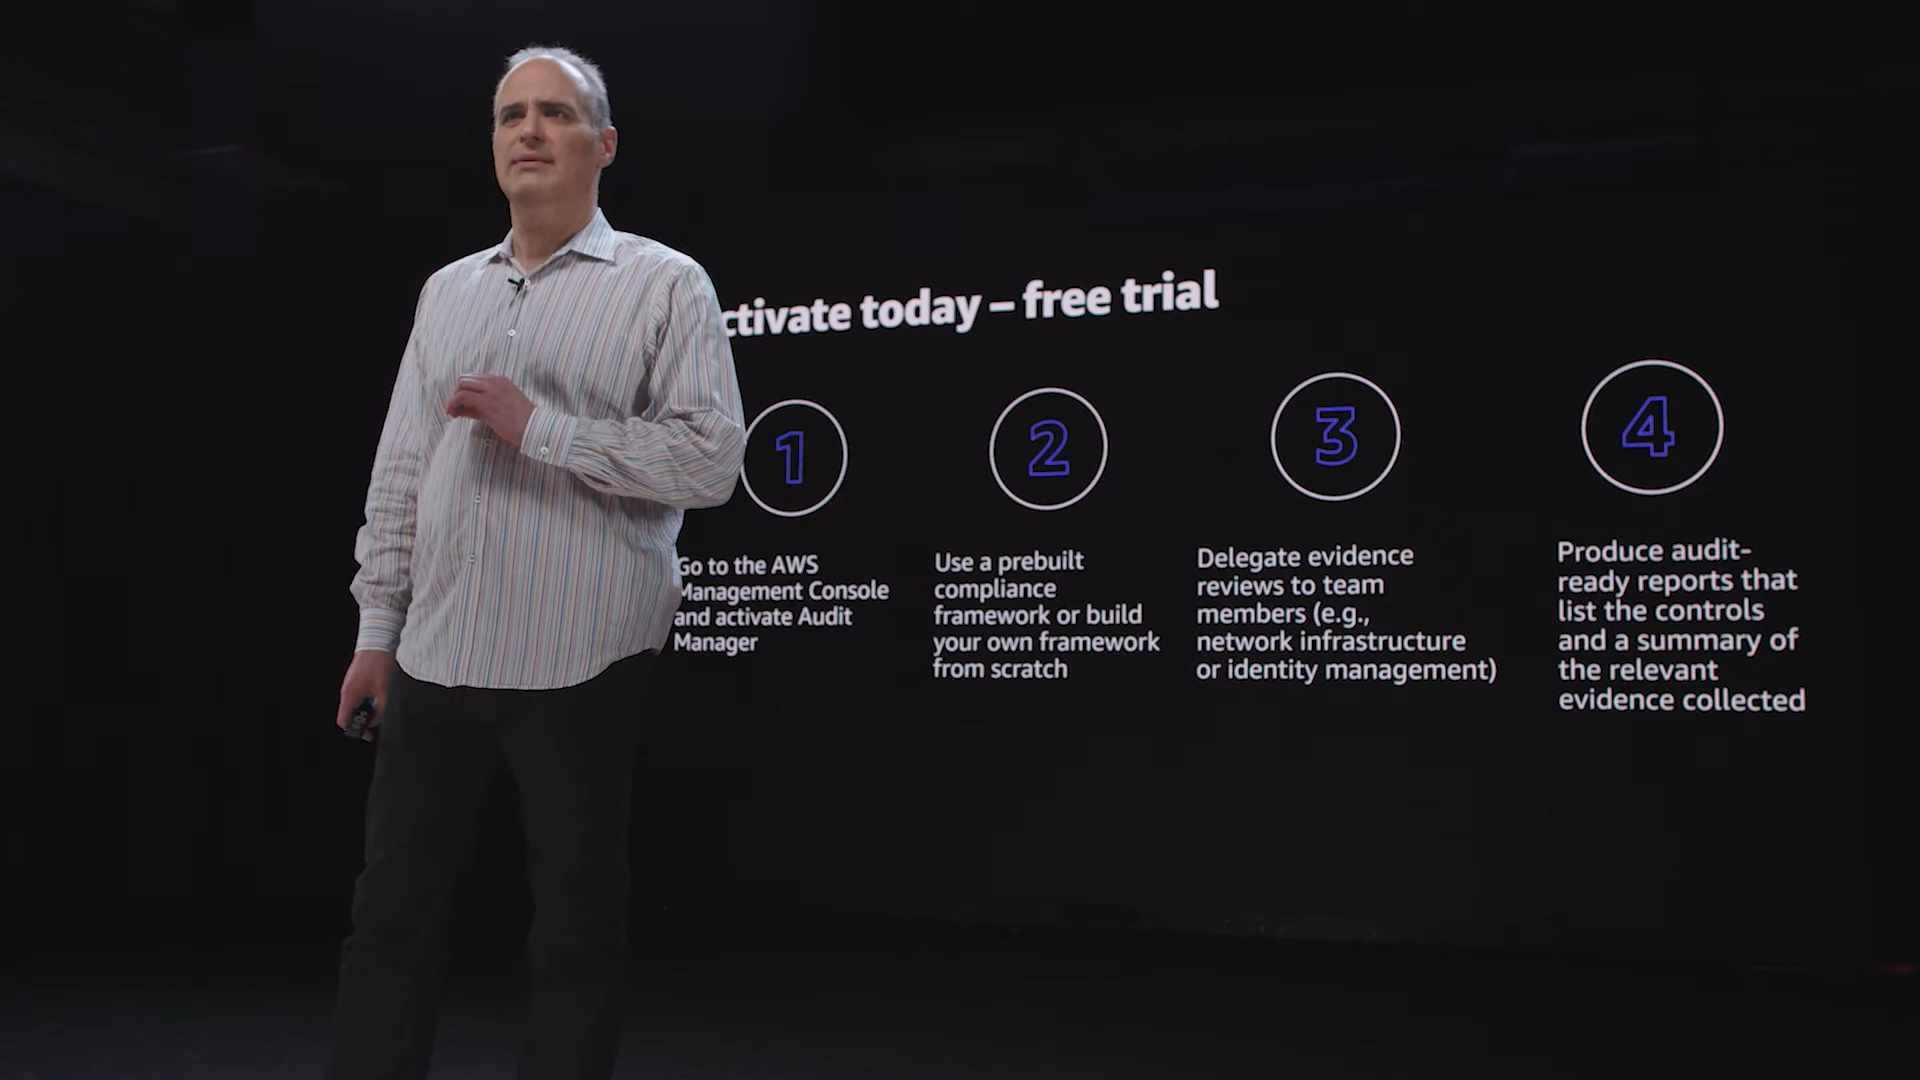 ctivate today – free trial
1
Go to the AWS
Management Console
and activate Audit
Manager
2
Use a prebuilt
compliance
framework or build
your own framework
from scratch
3
Delegate evidence
reviews to team
members (e.g.,
network infrastructure
or identity management)
4
Produce audit-
ready reports that
list the controls
and a summary of
the relevant
evidence collected